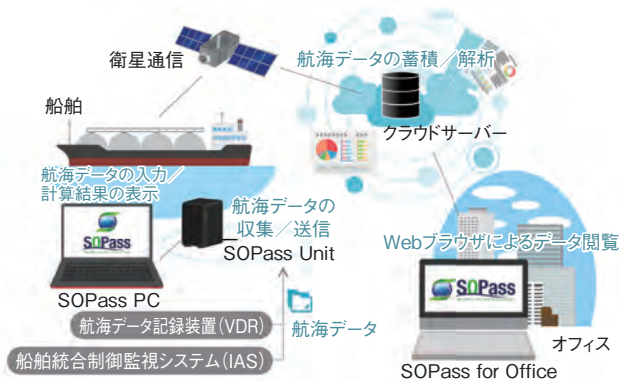 衛星通信
航海データの蓄積／解析
船舶
クラウドサーバー
航海データの入力／
計算結果の表示
航海データの
収集／送信
SOPass Unit
SOPass
SOPass PC
Webブラウザによるデータ閲覧
SOPass
オフィス
SOPass for Office
航海データ記録装置（VDR）
航海データ
船舶統合制御監視システム（IAS）